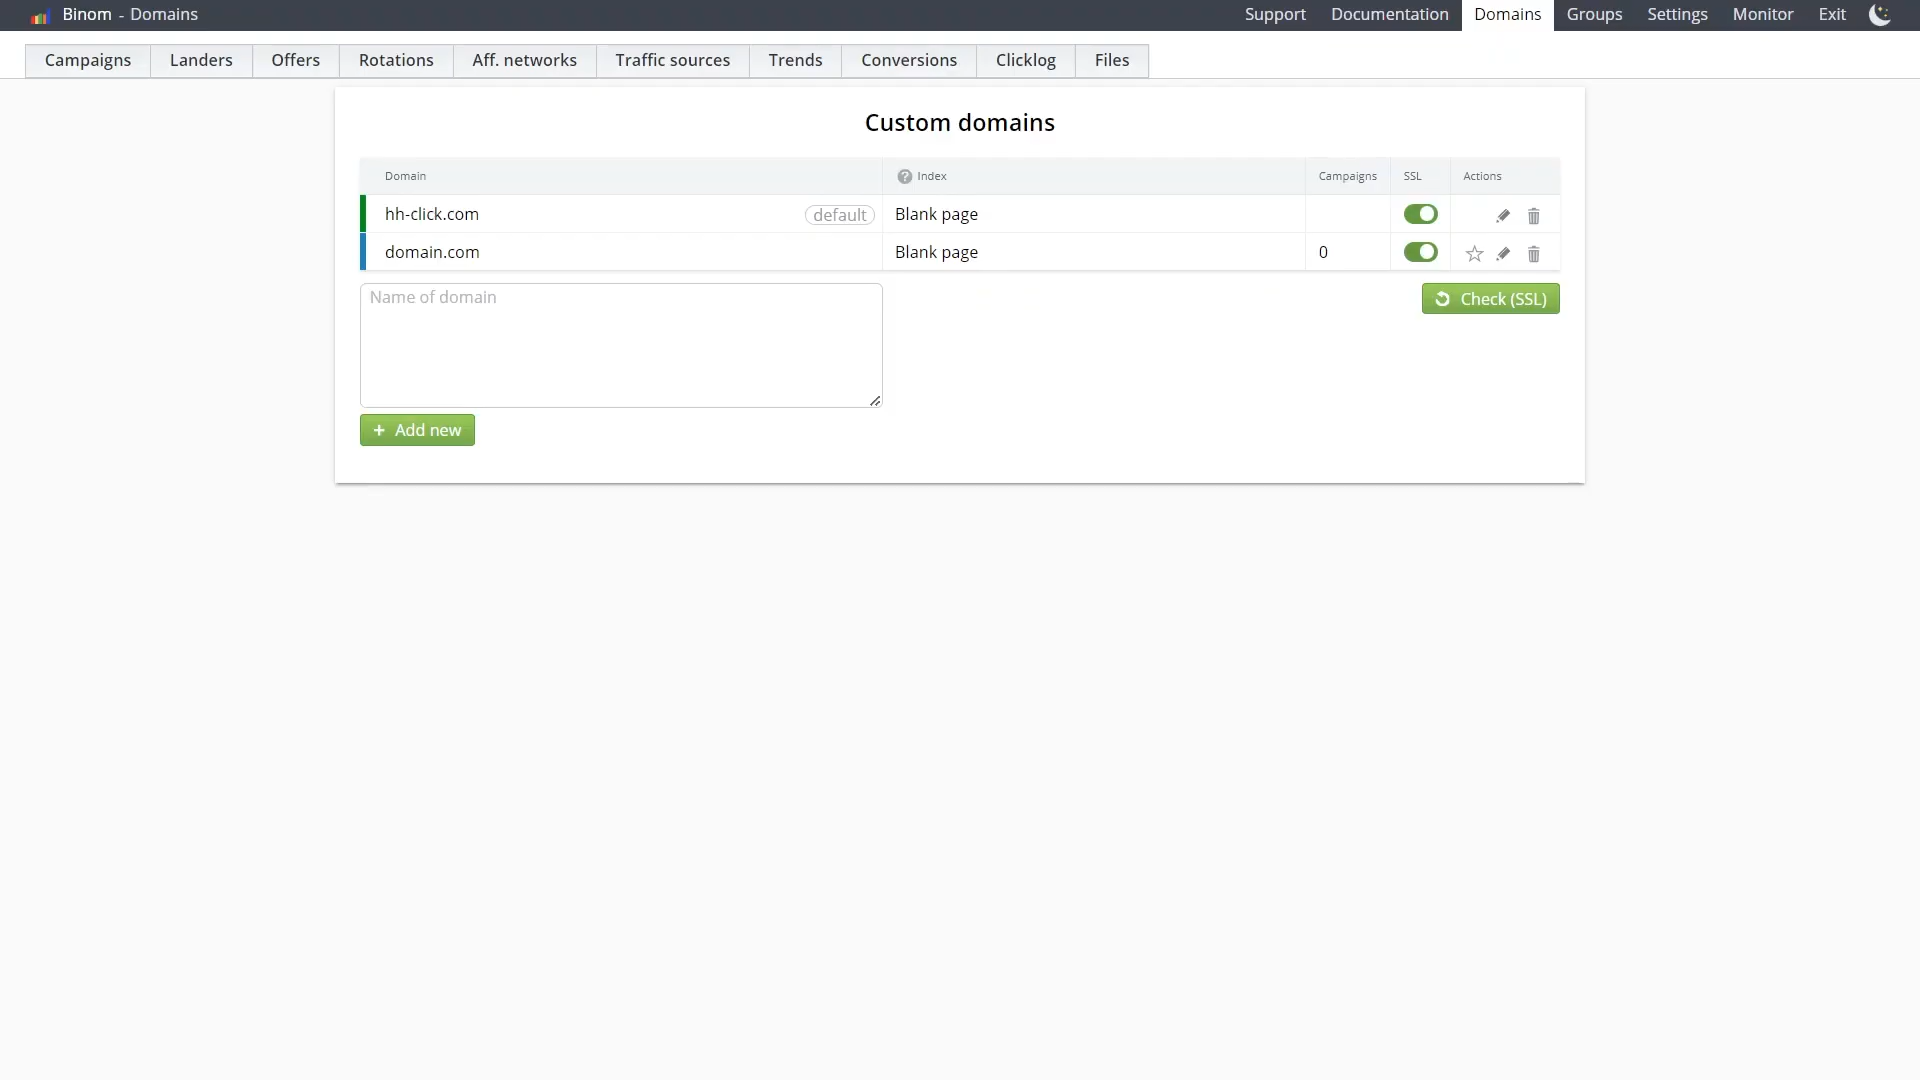 Binom - Domains
Support Documentation Domains Groups Settings Monitor Exit
Campaigns Landers Offers Rotations Aff. networks Traffic sources Trends Conversions Clicklog Files
Custom domains
Domain ? Index Campaigns SSL Actions
hh-click.com default Blank page
domain.com Blank page 0
Name of domain
Check (SSL)
+ Add new